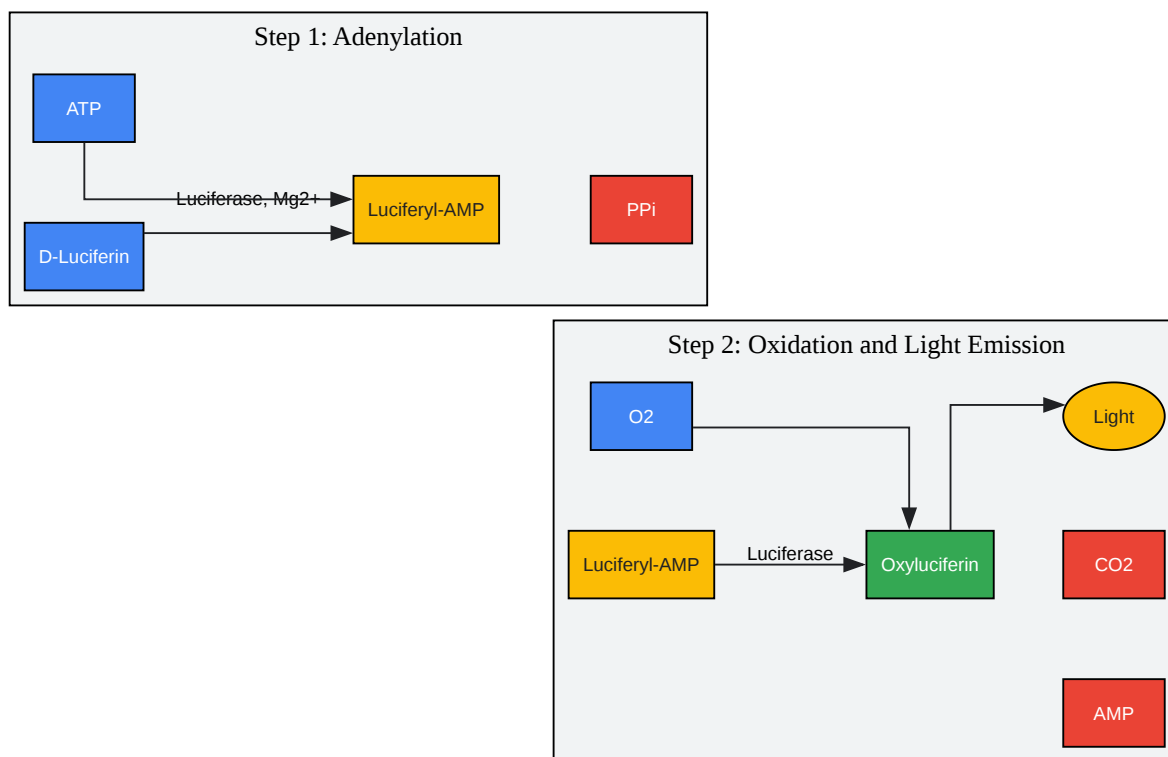 Step 1: Adenylation
ATP
Luciferase, Mg2+
Luciferyl-AMP
PPi
D-Luciferin
Step 2: Oxidation and Light Emission
O2
Light
Luciferyl-AMP
Luciferase
Oxyluciferin
CO2
AMP